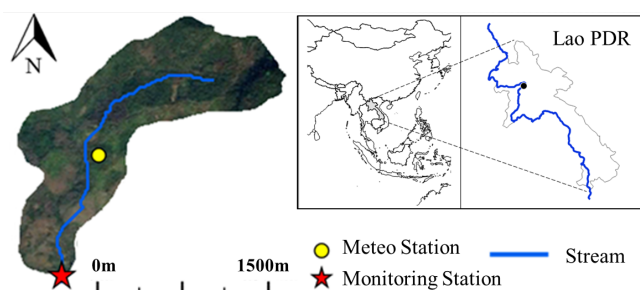 N
Lao PDR
Meteo Station
Stream
Monitoring Station
0m
1500m